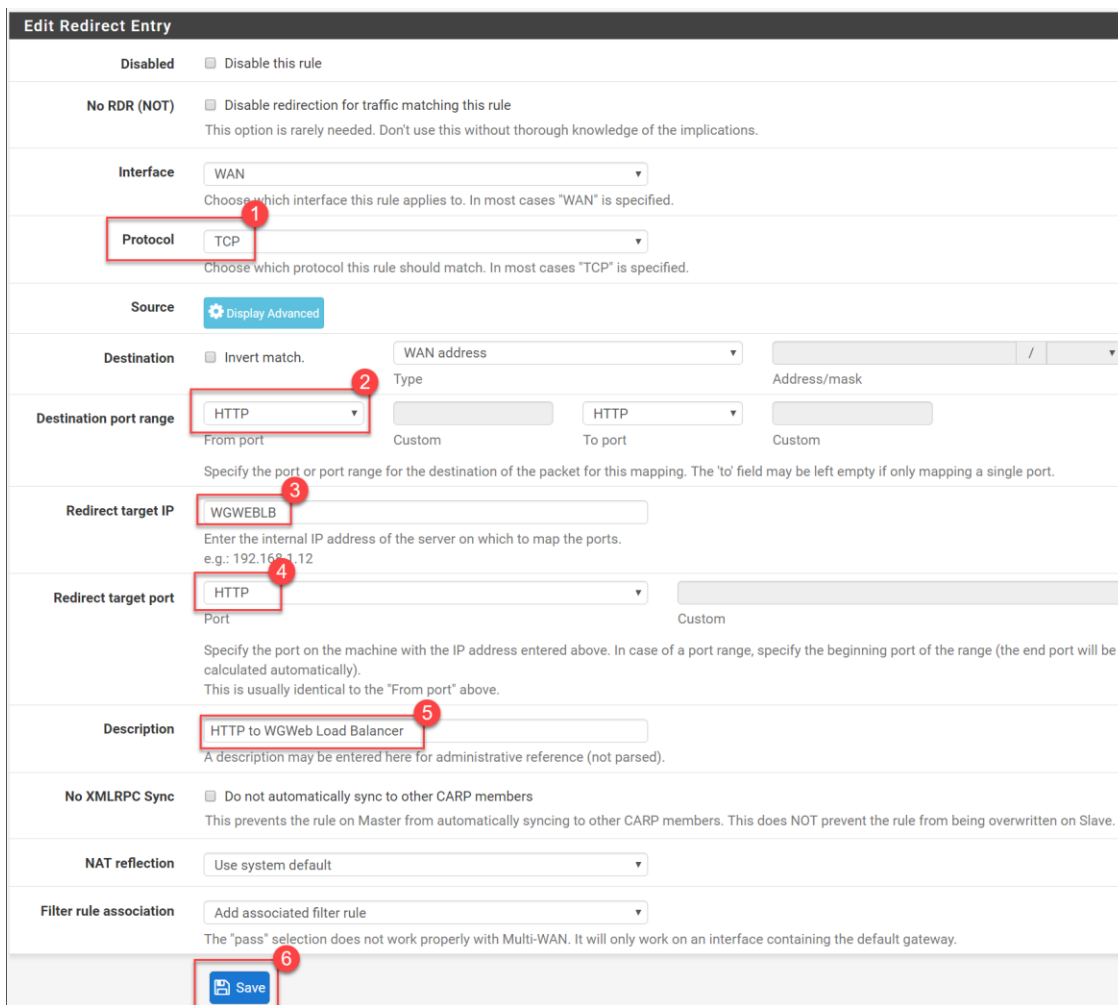 Edit Redirect Entry
Disabled Disable this rule
No RDR (NOT) Disable redirection for traffic matching this rule
This option is rarely needed. Don't use this without thorough knowledge of the implications.
Interface WAN
Choose which interface this rule applies to. In most cases "WAN" is specified.
1
Protocol TCP
Choose which protocol this rule should match. In most cases "TCP" is specified.
Source Display Advanced
Destination Invert match. WAN address /
Type Address/mask
2
Destination port range HTTP HTTP
From port Custom To port Custom
Specify the port or port range for the destination of the packet for this mapping. The 'to' field may be left empty if only mapping a single port.
3
Redirect target IP WGWEBLB
Enter the internal IP address of the server on which to map the ports.
e.g.: 192.168.1.12
4
Redirect target port HTTP
Port Custom
Specify the port on the machine with the IP address entered above. In case of a port range, specify the beginning port of the range (the end port will be
calculated automatically).
This is usually identical to the "From port" above.
5
Description HTTP to WGWeb Load Balancer
A description may be entered here for administrative reference (not parsed).
No XMLRPC Sync Do not automatically sync to other CARP members
This prevents the rule on Master from automatically syncing to other CARP members. This does NOT prevent the rule from being overwritten on Slave.
NAT reflection Use system default
Filter rule association Add associated filter rule
The "pass" selection does not work properly with Multi-WAN. It will only work on an interface containing the default gateway.
6
Save